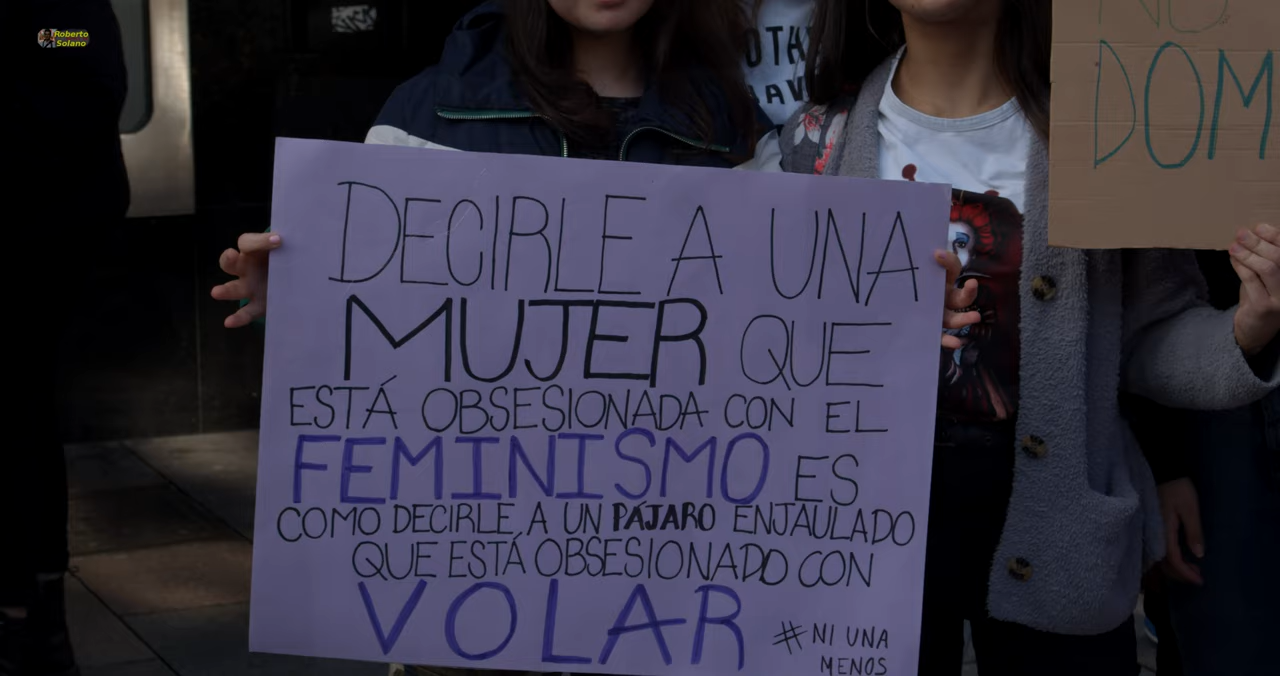 Roberto
Solano
DECIRLE A UNA
MUJER QUE
ESTÁ OBSESIONADA CON EL
FEMINISMO ES
COMO DECIRLE A UN PÁJARO ENJAULADO
QUE ESTÁ OBSESIONADO CON
VOLAR
#NI UNA
MENOS
DOM